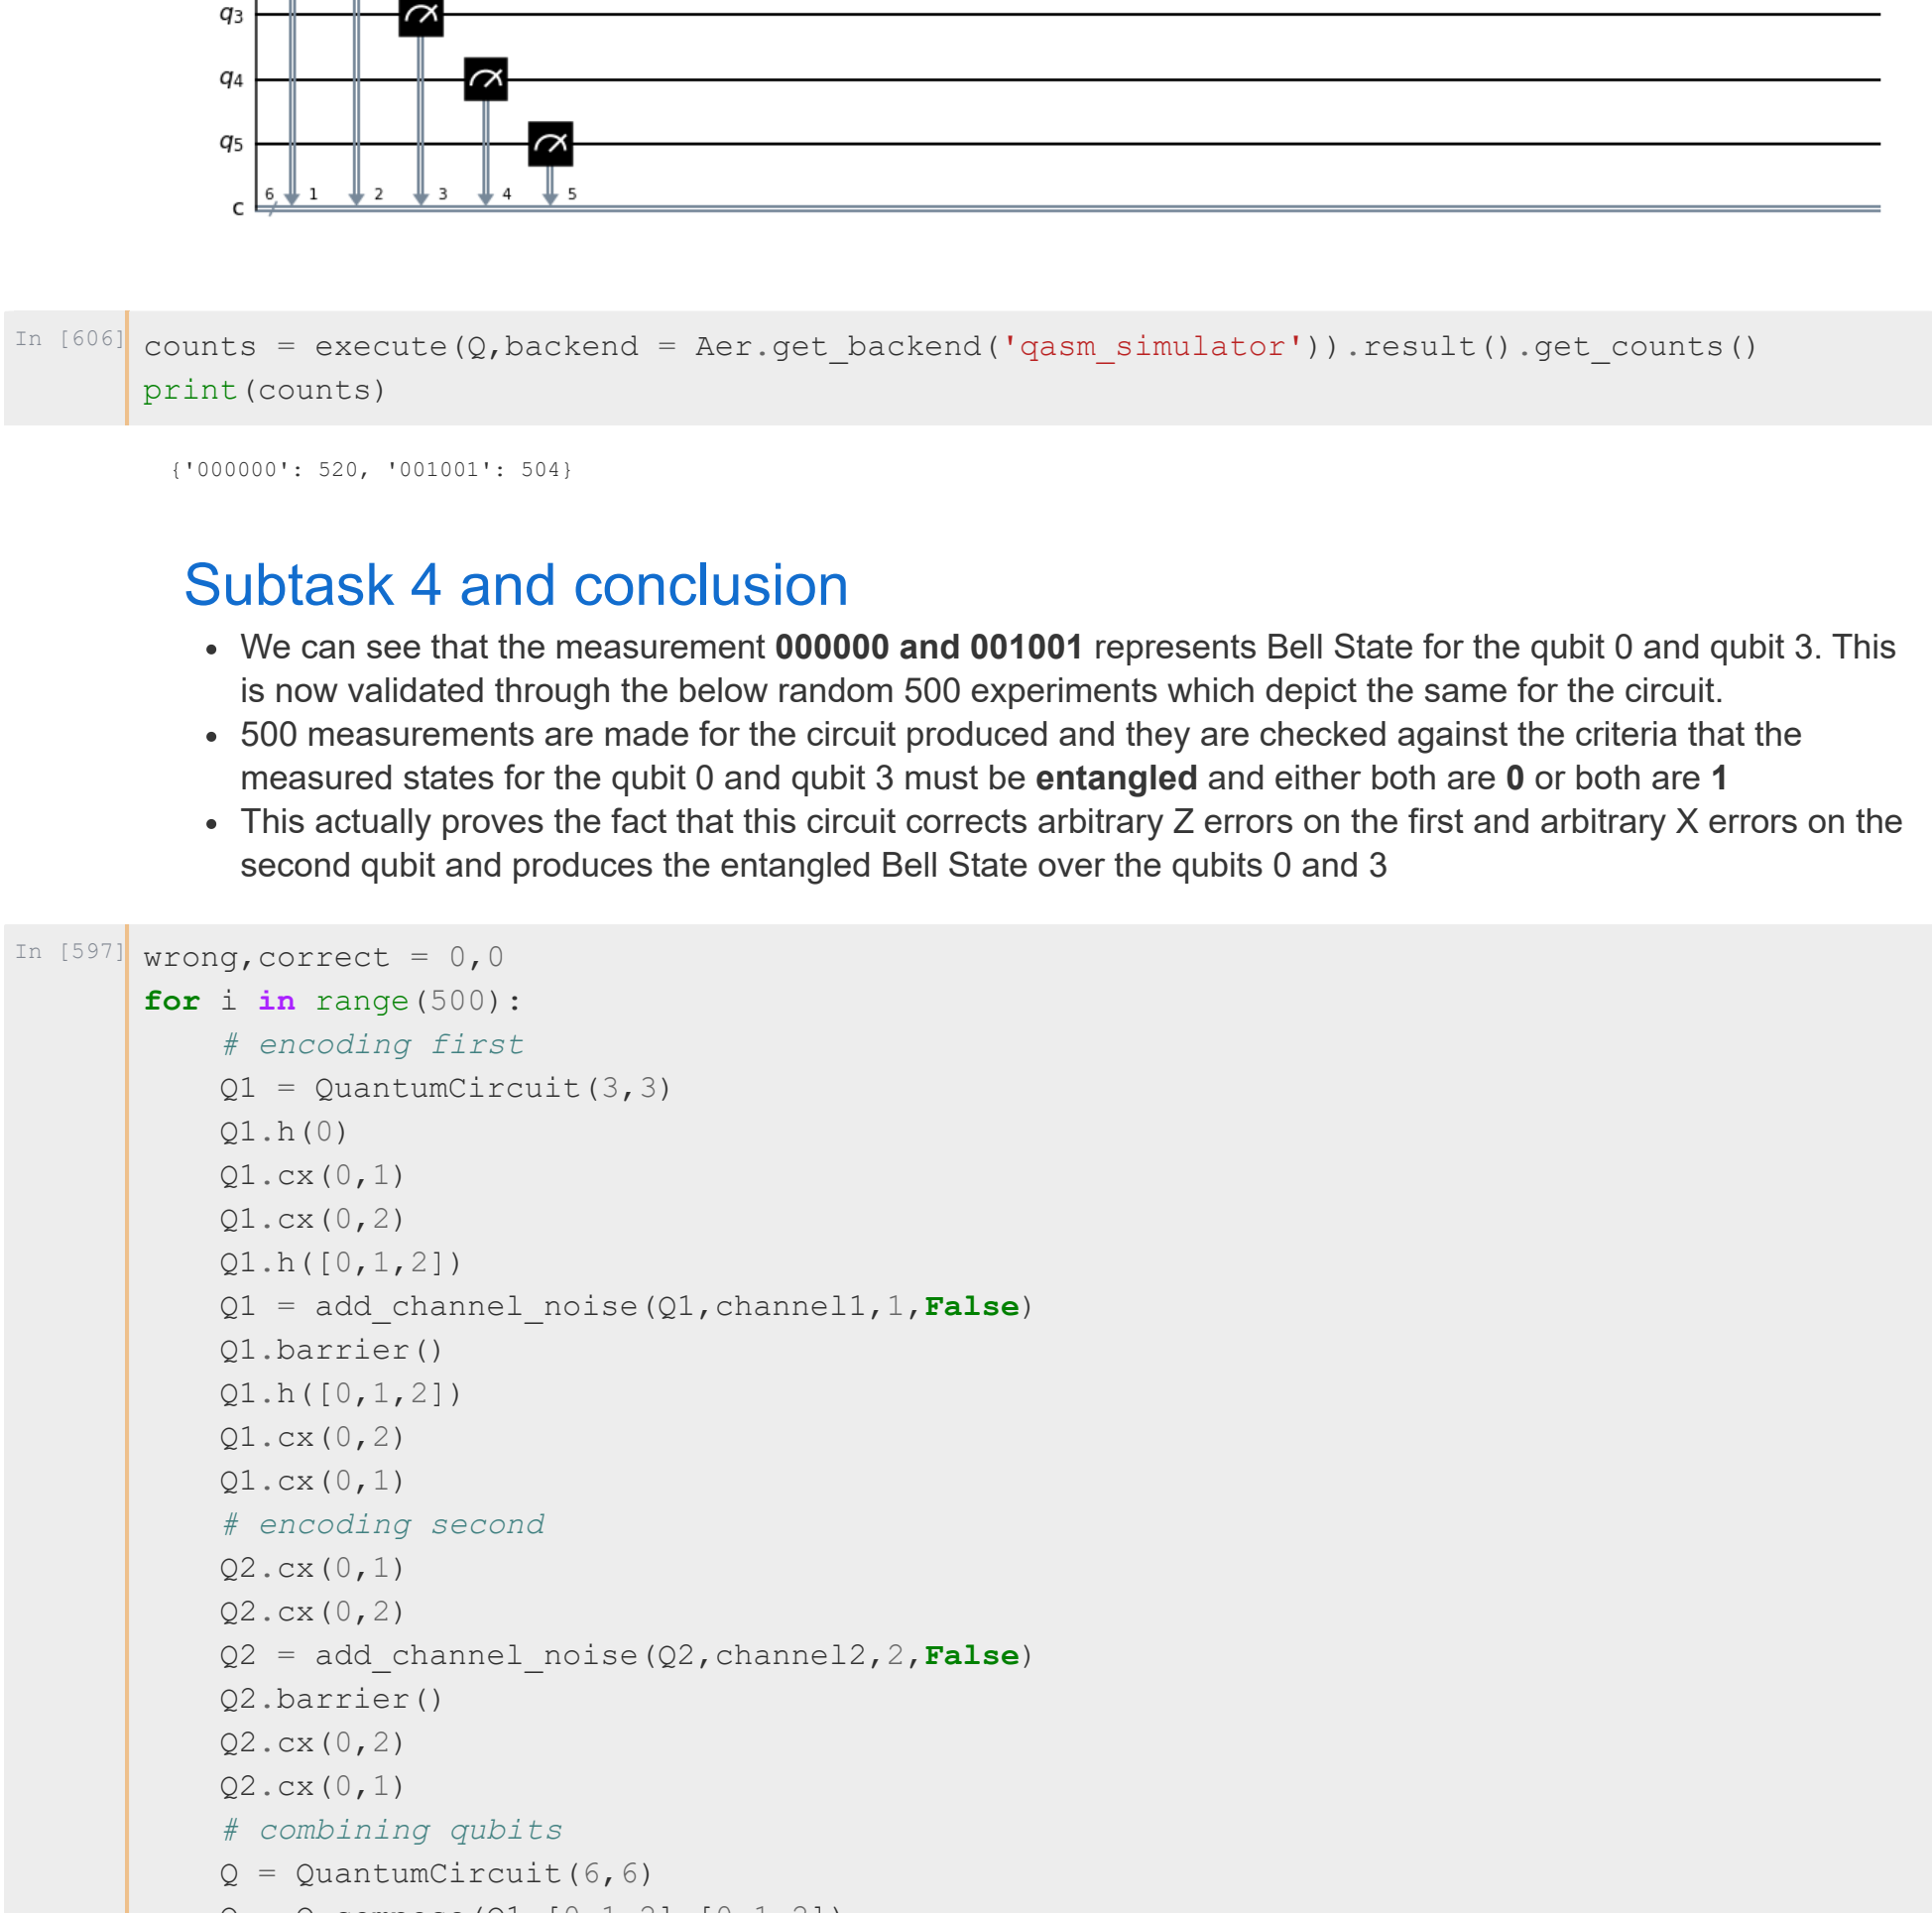 q3
q4
q5
6 1 2 3 4 5
c
In [606] counts = execute(Q,backend = Aer.get_backend('qasm_simulator')).result().get_counts()
print(counts)
{'000000': 520, '001001': 504}
Subtask 4 and conclusion
• We can see that the measurement 000000 and 001001 represents Bell State for the qubit 0 and qubit 3. This
is now validated through the below random 500 experiments which depict the same for the circuit.
• 500 measurements are made for the circuit produced and they are checked against the criteria that the
measured states for the qubit 0 and qubit 3 must be entangled and either both are 0 or both are 1
• This actually proves the fact that this circuit corrects arbitrary Z errors on the first and arbitrary X errors on the
second qubit and produces the entangled Bell State over the qubits 0 and 3
In [597] wrong,correct = 0,0
for i in range(500):
    # encoding first
    Q1 = QuantumCircuit(3,3)
    Q1.h(0)
    Q1.cx(0,1)
    Q1.cx(0,2)
    Q1.h([0,1,2])
    Q1 = add_channel_noise(Q1,channel1,1,False)
    Q1.barrier()
    Q1.h([0,1,2])
    Q1.cx(0,2)
    Q1.cx(0,1)
    # encoding second
    Q2.cx(0,1)
    Q2.cx(0,2)
    Q2 = add_channel_noise(Q2,channel2,2,False)
    Q2.barrier()
    Q2.cx(0,2)
    Q2.cx(0,1)
    # combining qubits
    Q = QuantumCircuit(6,6)